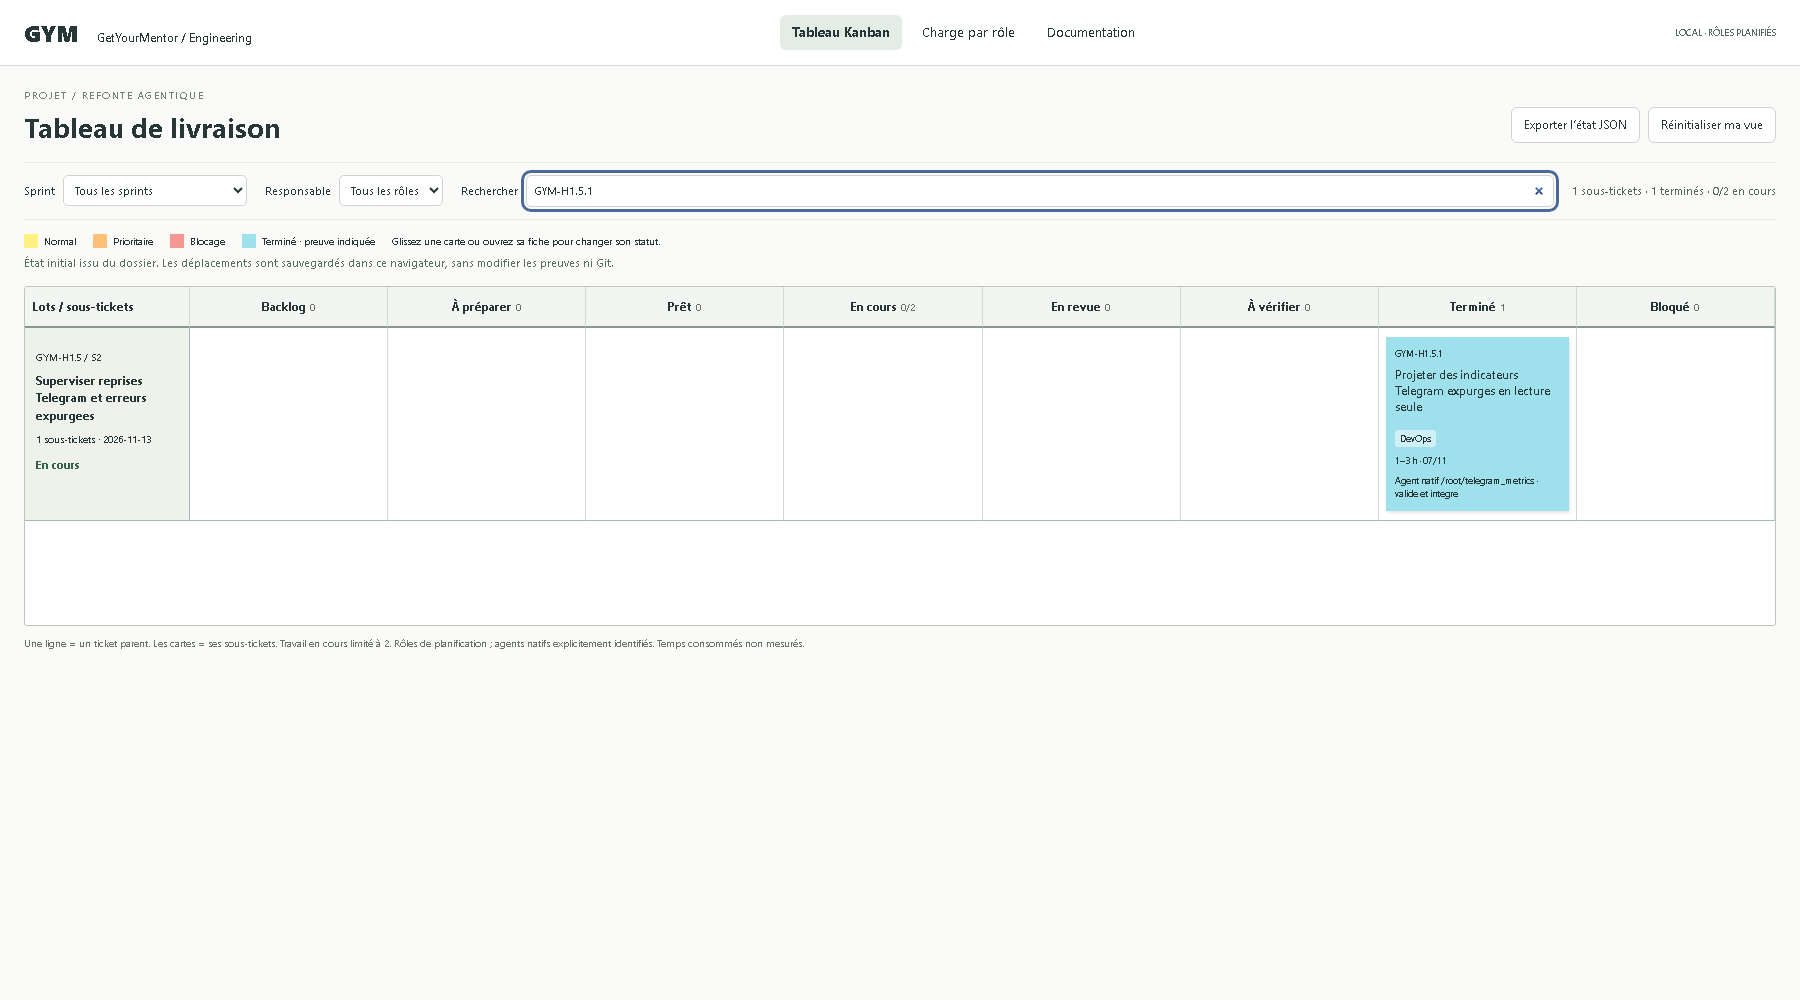 GYM GetYourMentor / Engineering Tableau Kanban Charge par rôle Documentation LOCAL · RÔLES PLANIFIÉS
PROJET / REFONTE AGENTIQUE
Tableau de livraison Exporter l'état JSON Réinitialiser ma vue
Sprint Tous les sprints Responsable Tous les rôles Rechercher GYM-H1.5.1 × 1 sous-tickets · 1 terminés · 0/2 en cours
Normal Prioritaire Blocage Terminé · preuve indiquée Glissez une carte ou ouvrez sa fiche pour changer son statut.
État initial issu du dossier. Les déplacements sont sauvegardés dans ce navigateur, sans modifier les preuves ni Git.
Lots / sous-tickets Backlog 0 À préparer 0 Prêt 0 En cours 0/2 En revue 0 À vérifier 0 Terminé 1 Bloqué 0
GYM-H1.5 / S2
Superviser reprises
Telegram et erreurs
expurgees
1 sous-tickets · 2026-11-13
En cours
GYM-H1.5.1
Projeter des indicateurs
Telegram expurges en lecture
seule
DevOps
1–3 h · 07/11
Agent natif /root/telegram_metrics ·
valide et integre
Une ligne = un ticket parent. Les cartes = ses sous-tickets. Travail en cours limité à 2. Rôles de planification ; agents natifs explicitement identifiés. Temps consommés non mesurés.